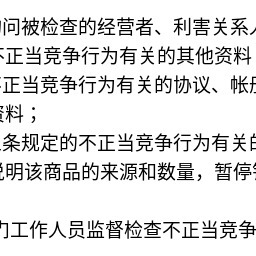 问被检查的经营者、利害关系
不正当竞争行为有关的其他资料
不正当竞争行为有关的协议、帐
资料；
条规定的不正当竞争行为有关的
说明该商品的来源和数量，暂停
门工作人员监督检查不正当竞争